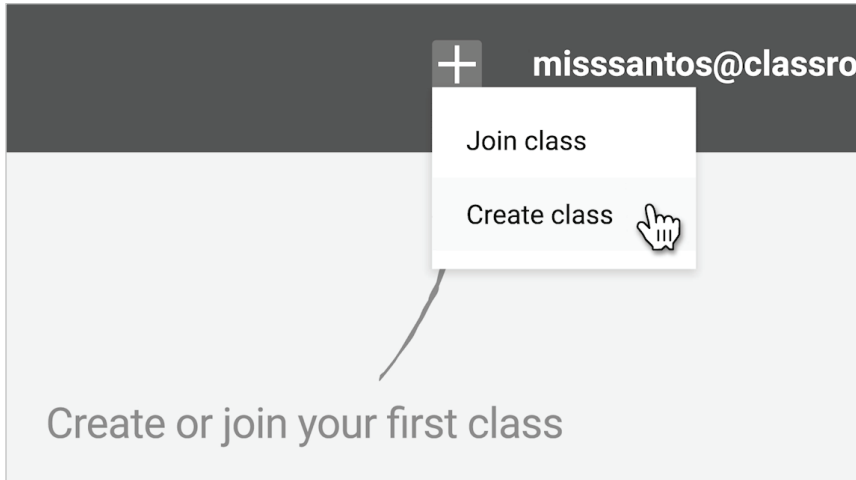 misssantos@classro
Join class
Create class
Create or join your first class